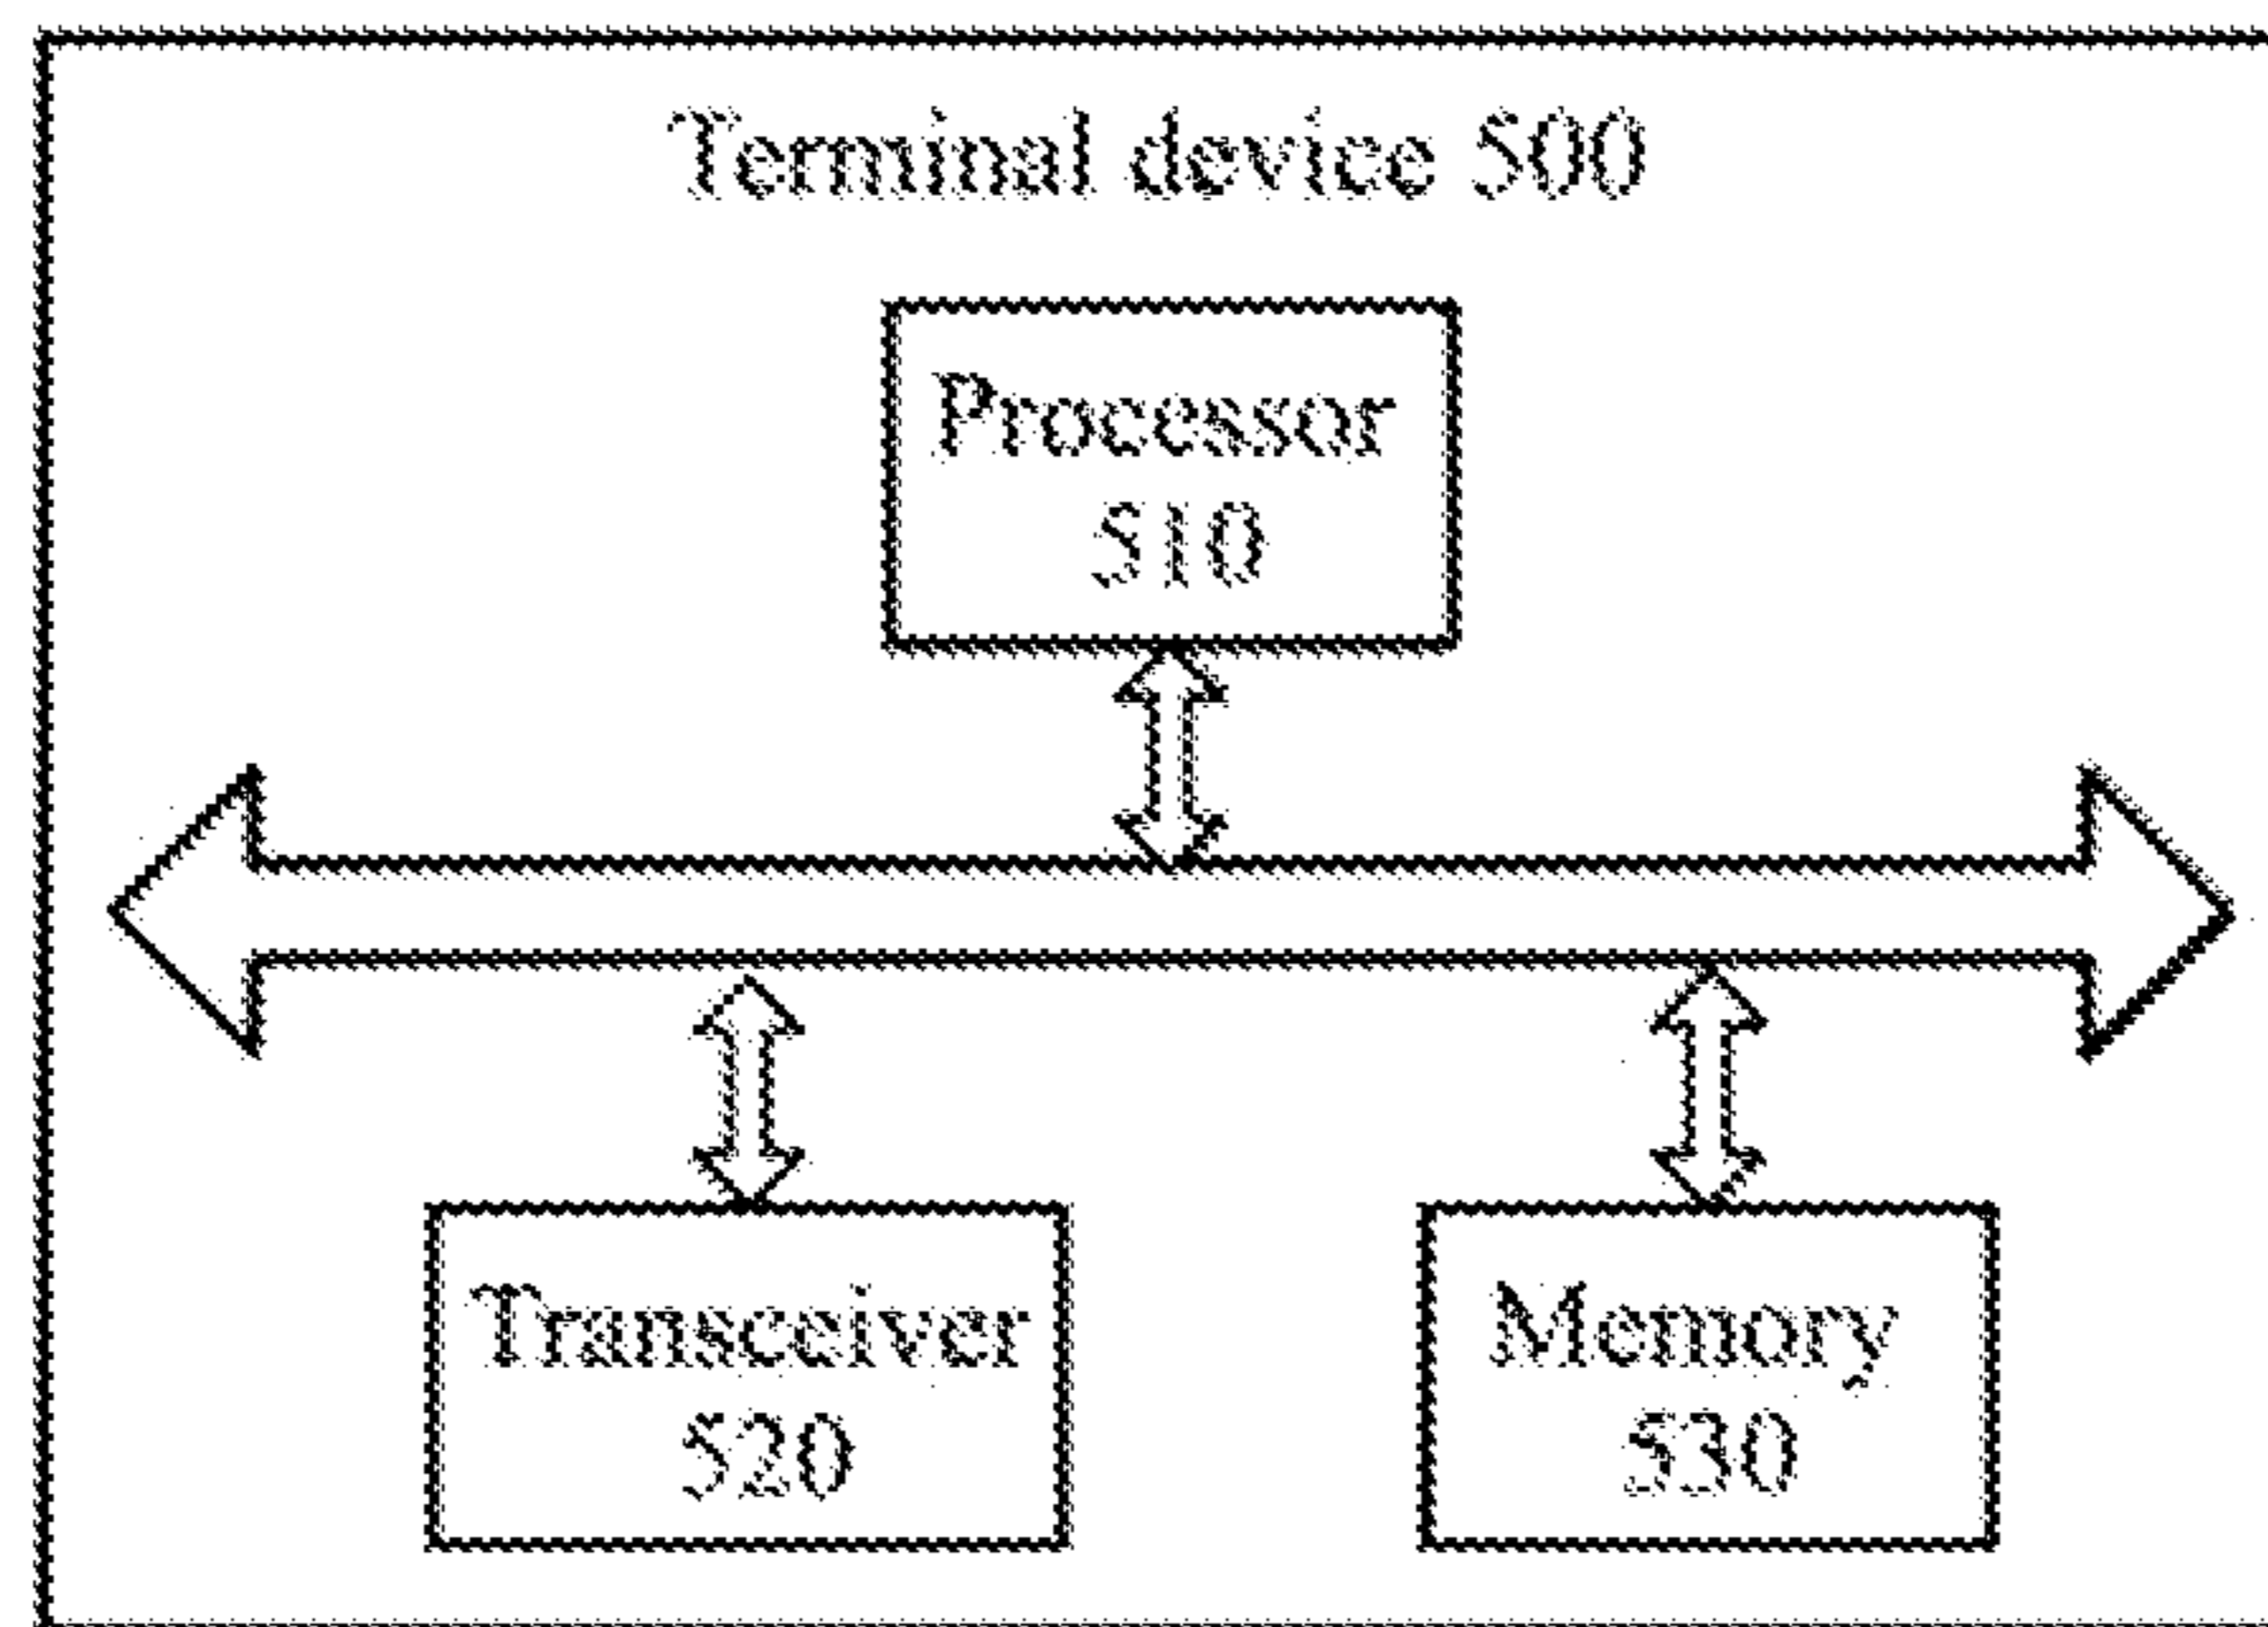 Terminal device 500
Processor
510
Transceiver
520
Memory
530